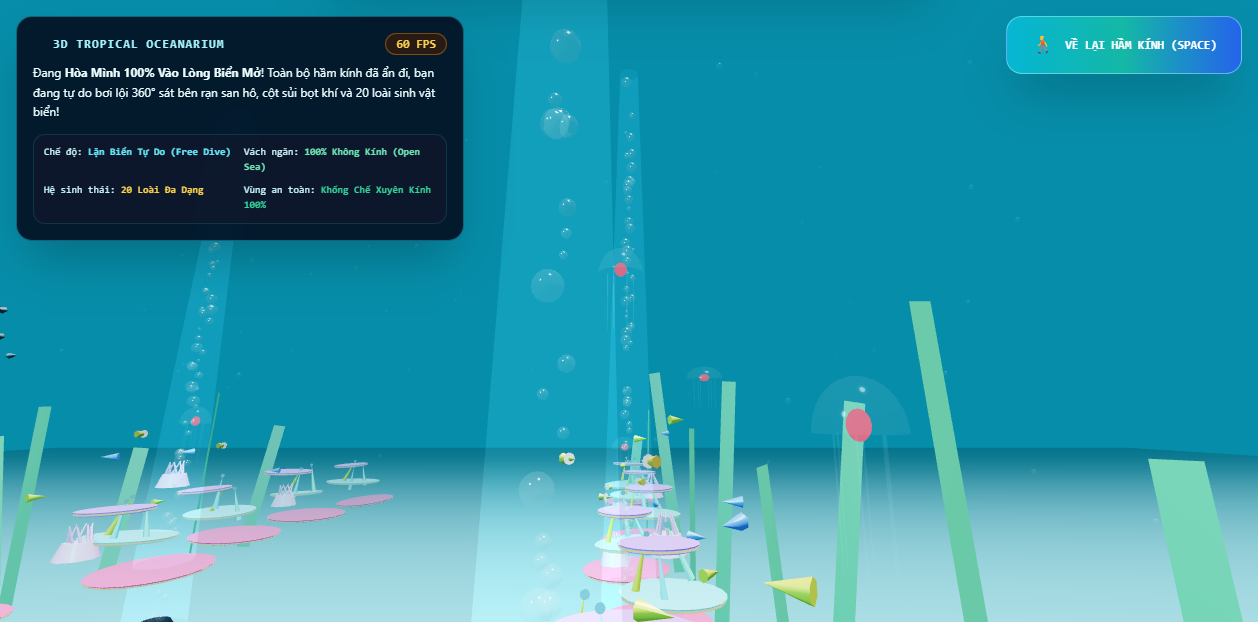 3D TROPICAL OCEANARIUM
60 FPS
Đang Hòa Mình 100% Vào Lòng Biển Mở! Toàn bộ hầm kính đã ẩn đi, bạn
đang tự do bơi lội 360° sát bên rạn san hô, cột sủi bọt khí và 20 loài sinh vật
biển!
Chế độ: Lặn Biển Tự Do (Free Dive)
Vách ngăn: 100% Không Kính (Open
Sea)
Hệ sinh thái: 20 Loài Đa Dạng
Vùng an toàn: Khống Chế Xuyên Kính
100%
VỀ LẠI HẦM KÍNH (SPACE)